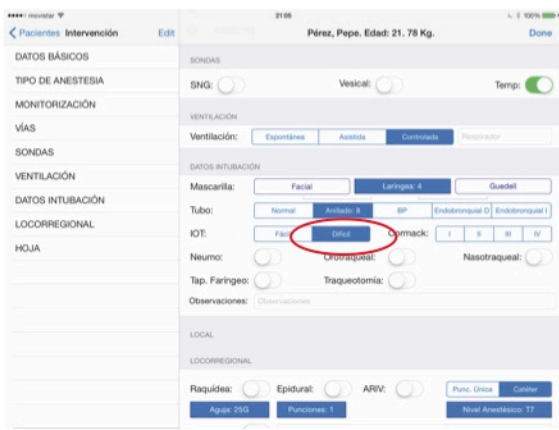 movistar 21:05 100%
Pacientes Intervención Edit Pérez, Pepe. Edad: 21. 78 Kg. Done
DATOS BÁSICOS
TIPO DE ANESTESIA
MONITORIZACIÓN
VÍAS
SONDAS
VENTILACIÓN
DATOS INTUBACIÓN
LOCORREGIONAL
HOJA
SONDAS
SNG: Vesical: Temp:
VENTILACIÓN
Ventilación: Espontánea Asistida Controlada Respirador
DATOS INTUBACIÓN
Mascarilla: Facial Laríngea: 4 Guedell
Tubo: Normal Anillado: 8 BP Endobronquial D Endobronquial I
IOT: Fácil Difícil Cormack: I II III IV
Neumo: Orotraqueal: Nasotraqueal:
Tap. Faríngeo: Traqueotomía:
Observaciones: Observaciones
LOCAL
LOCORREGIONAL
Raquídea: Epidural: ARIV: Punc. Única Catéter
Aguja: 25G Punciones: 1 Nivel Anestésico: T7